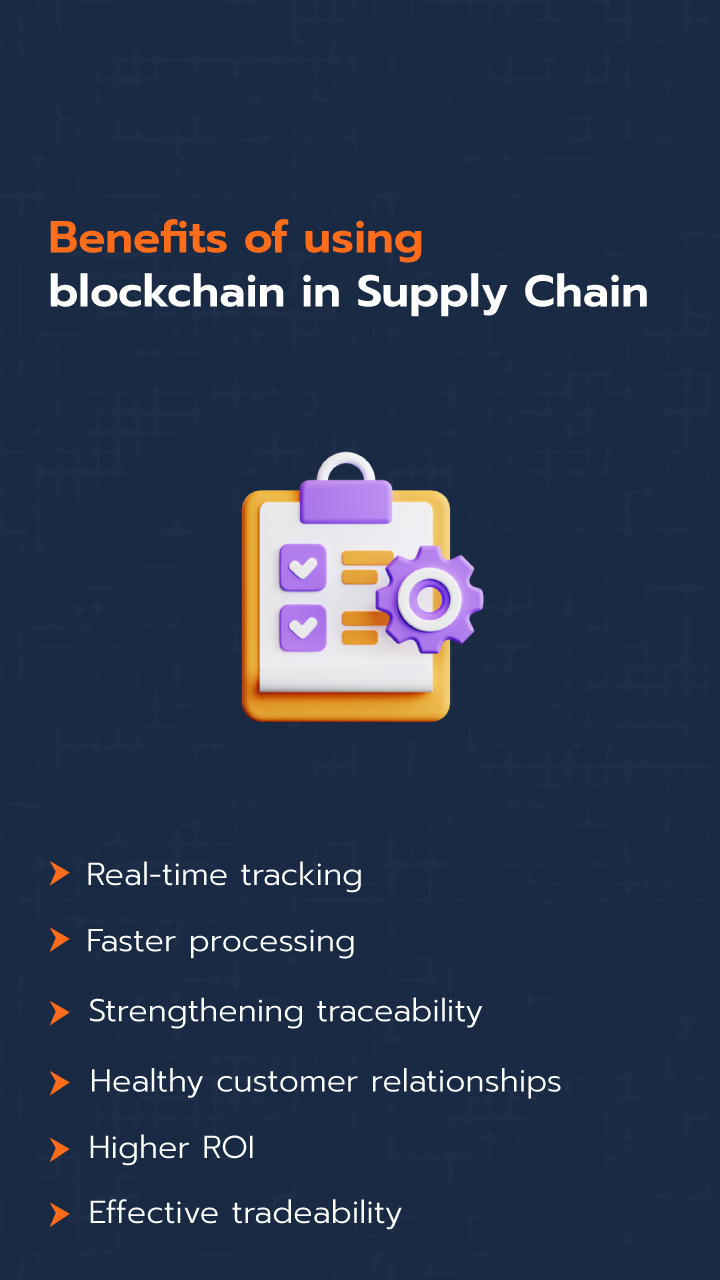 Benefits of using
blockchain in Supply Chain
Real-time tracking
Faster processing
Strengthening traceability
Healthy customer relationships
Higher ROI
Effective tradeability